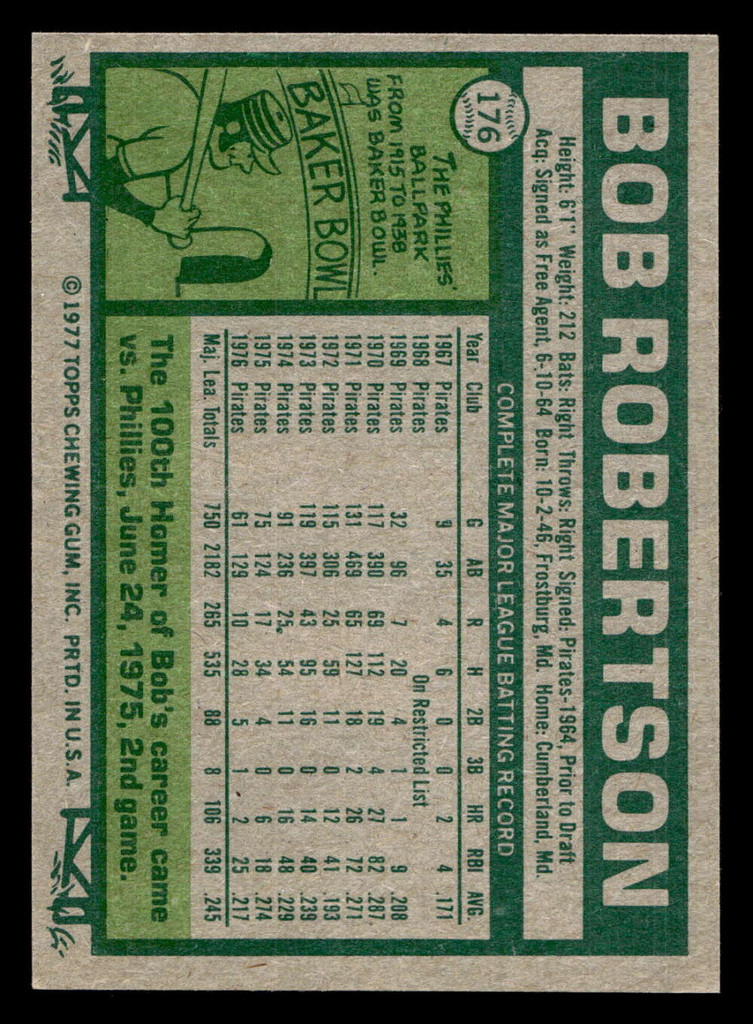 176
BOB ROBERTSON
Height: 6'1" Weight: 212 Bats: Right Throws: Right Signed: Pirates-1964, Prior to Draft
Acq: Signed as Free Agent, 6-10-64 Born: 10-2-46, Frostburg, Md. Home: Cumberland, Md.
THE PHILLIES'
BALLPARK
FROM 1915 TO 1938
WAS BAKER BOWL.
BAKER BOWL
COMPLETE MAJOR LEAGUE BATTING RECORD
Year Club G AB R H 2B 3B HR RBI AVG.
1967 Pirates 9 35 4 6 0 0 2 4 .171
1968 Pirates On Restricted List
1969 Pirates 32 96 7 20 4 1 1 9 .208
1970 Pirates 117 390 69 112 19 4 27 82 .287
1971 Pirates 131 469 65 127 18 2 26 72 .271
1972 Pirates 115 306 25 59 11 0 12 41 .193
1973 Pirates 119 397 43 95 16 0 14 40 .239
1974 Pirates 91 236 25 54 11 0 16 48 .229
1975 Pirates 75 124 17 34 4 0 6 18 .274
1976 Pirates 61 129 10 28 5 1 2 25 .217
Maj. Lea. Totals 750 2182 265 535 88 8 106 339 .245
The 100th Homer of Bob's career came
vs. Phillies, June 24, 1975, 2nd game.
© 1977 TOPPS CHEWING GUM, INC. PRTD. IN U.S.A.